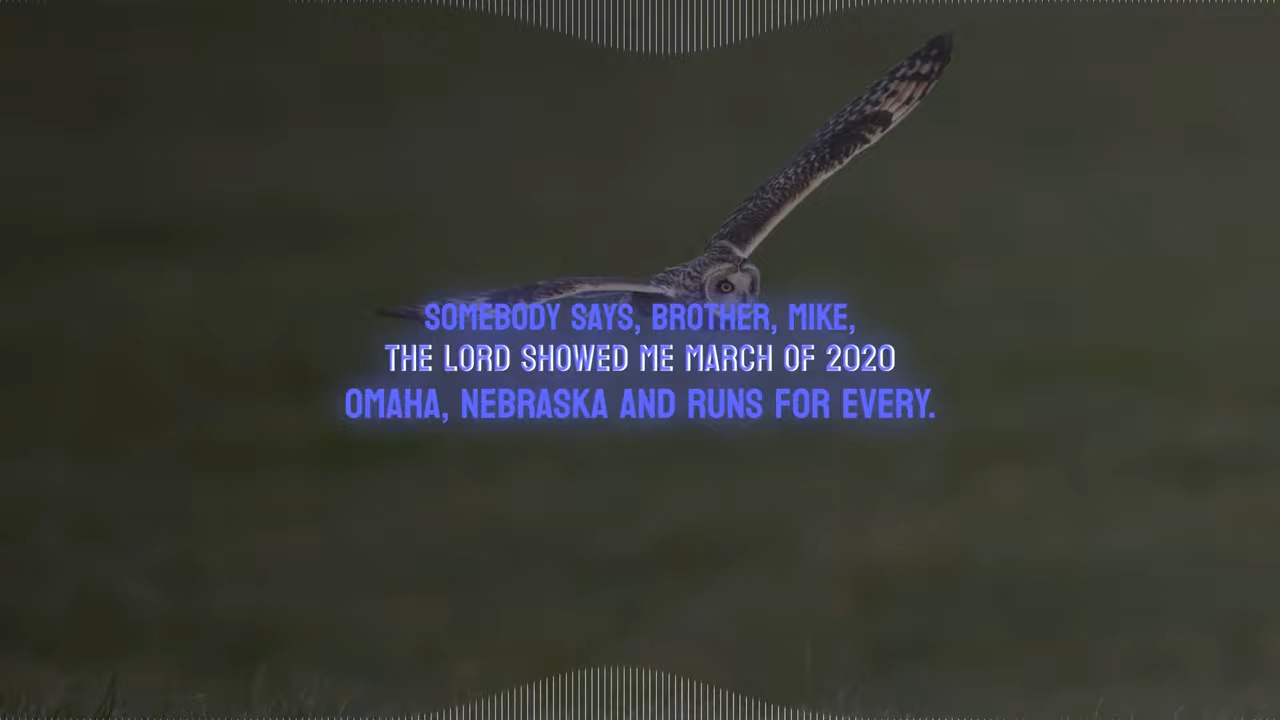 SOMEBODY SAYS, BROTHER, MIKE,
THE LORD SHOWED ME MARCH OF 2020
OMAHA, NEBRASKA AND RUNS FOR EVERY.